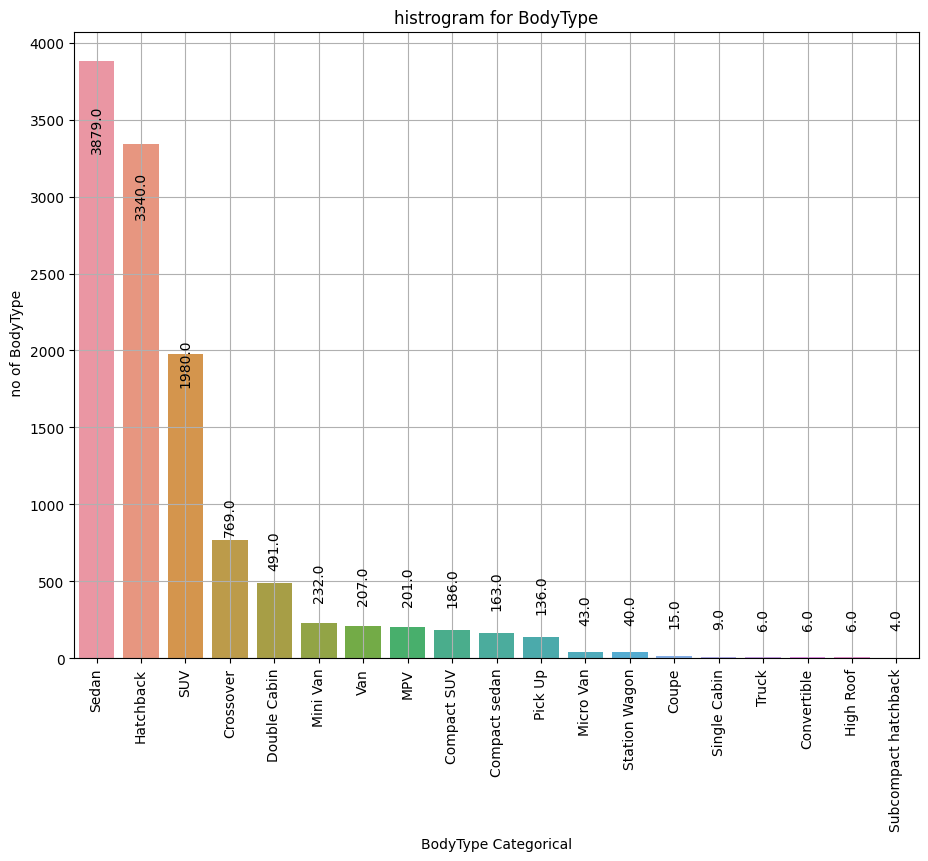 histrogram for BodyType
no of BodyType
4000
3500
3000
2500
2000
1500
1000
500
0
3879.0
3340.0
1980.0
769.0
491.0
232.0
207.0
201.0
186.0
163.0
136.0
43.0
40.0
15.0
9.0
6.0
6.0
6.0
4.0
Sedan
Hatchback
SUV
Crossover
Double Cabin
Mini Van
Van
MPV
Compact SUV
Compact sedan
Pick Up
Micro Van
Station Wagon
Coupe
Single Cabin
Truck
Convertible
High Roof
Subcompact hatchback
BodyType Categorical